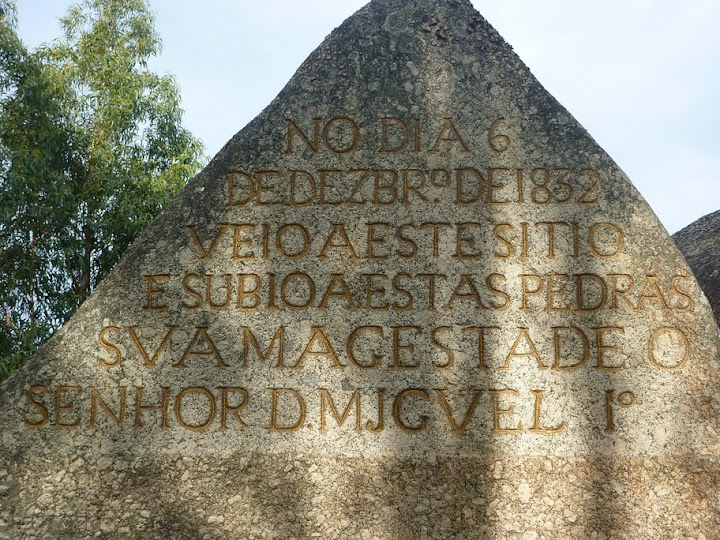 NO DIA 6
DE DEZBRº DE 1832
VEIO A ESTE SITIO
E SUBIO A ESTAS PEDRAS
SVA MAGESTADE O
SENHOR D. MJGVEL Iº